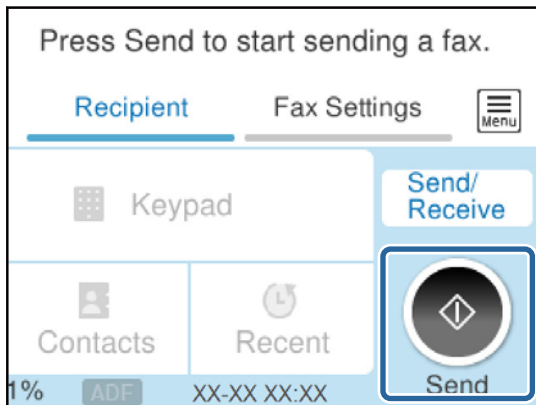 Press Send to start sending a fax.
Recipient
Fax Settings
Menu
Keypad
Send/
Receive
Contacts
Recent
1%
ADF
XX-XX XX:XX
Send